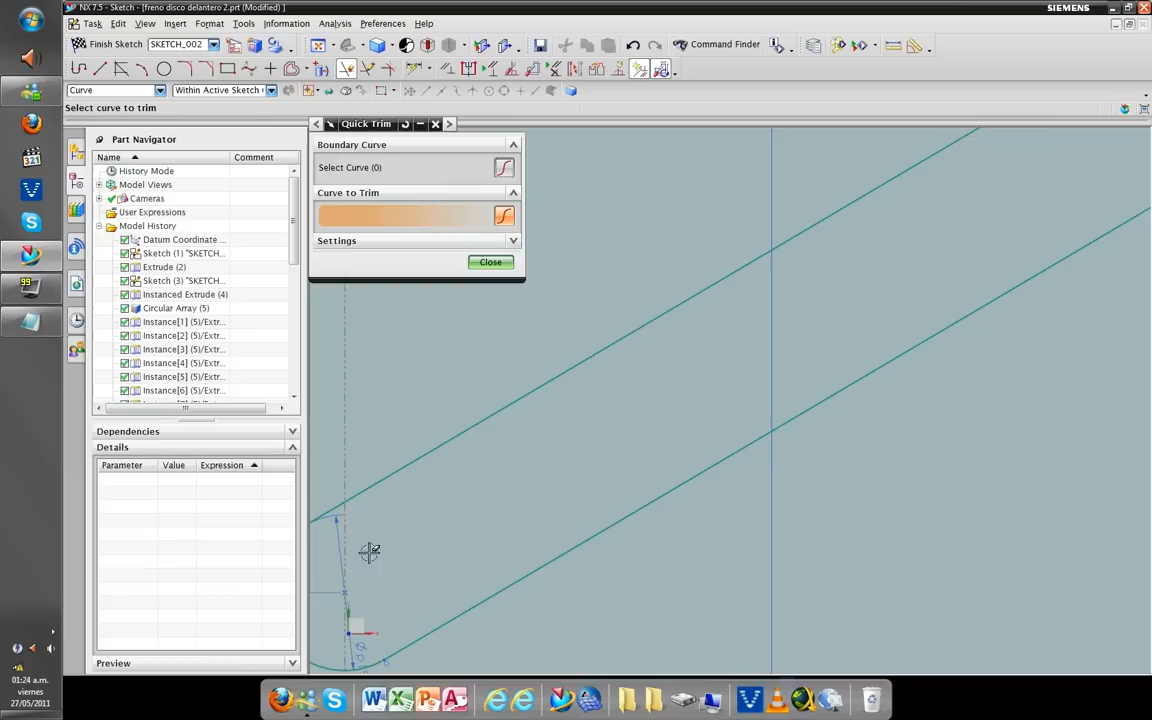 NX 7.5 - Sketch - [freno disco delantero 2.prt (Modified) ]
SIEMENS
Task Edit View Insert Format Tools Information Analysis Preferences Help
Finish Sketch SKETCH_002 Command Finder
Curve Within Active Sketch
Select curve to trim
Part Navigator
Name Comment
History Mode
Model Views
Cameras
User Expressions
Model History
Datum Coordinate ...
Sketch (1) "SKETCH...
Extrude (2)
Sketch (3) "SKETCH...
Instanced Extrude (4)
Circular Array (5)
Instance[1] (5)/Extr...
Instance[2] (5)/Extr...
Instance[3] (5)/Extr...
Instance[4] (5)/Extr...
Instance[5] (5)/Extr...
Instance[6] (5)/Extr...
Dependencies
Details
Parameter Value Expression
Preview
Quick Trim
Boundary Curve
Select Curve (0)
Curve to Trim
Settings
Close
321
99
01:24 a.m.
viernes
27/05/2011